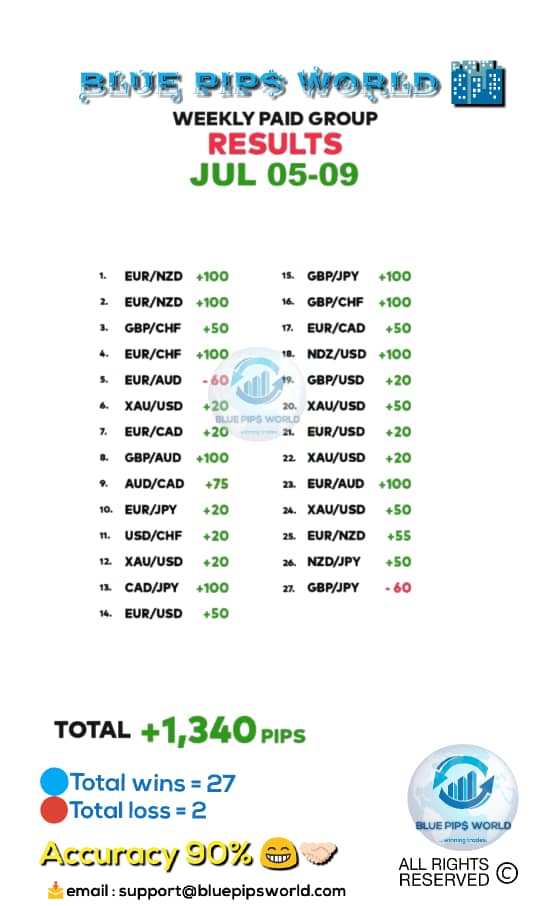 BLUE PIP$ WORLD
WEEKLY PAID GROUP
RESULTS
JUL 05-09
1. EUR/NZD +100
2. EUR/NZD +100
3. GBP/CHF +50
4. EUR/CHF +100
5. EUR/AUD - 60
6. XAU/USD +20
7. EUR/CAD +20
8. GBP/AUD +100
9. AUD/CAD +75
10. EUR/JPY +20
11. USD/CHF +20
12. XAU/USD +20
13. CAD/JPY +100
14. EUR/USD +50
15. GBP/JPY +100
16. GBP/CHF +100
17. EUR/CAD +50
18. NDZ/USD +100
19. GBP/USD +20
20. XAU/USD +50
21. EUR/USD +20
22. XAU/USD +20
23. EUR/AUD +100
24. XAU/USD +50
25. EUR/NZD +55
26. NZD/JPY +50
27. GBP/JPY - 60
BLUE PIP$ WORLD
...winning trades.
TOTAL +1,340 PIPS
Total wins = 27
Total loss = 2
Accuracy 90%
email : support@bluepipsworld.com
BLUE PIP$ WORLD
...winning trades.
ALL RIGHTS
RESERVED ©